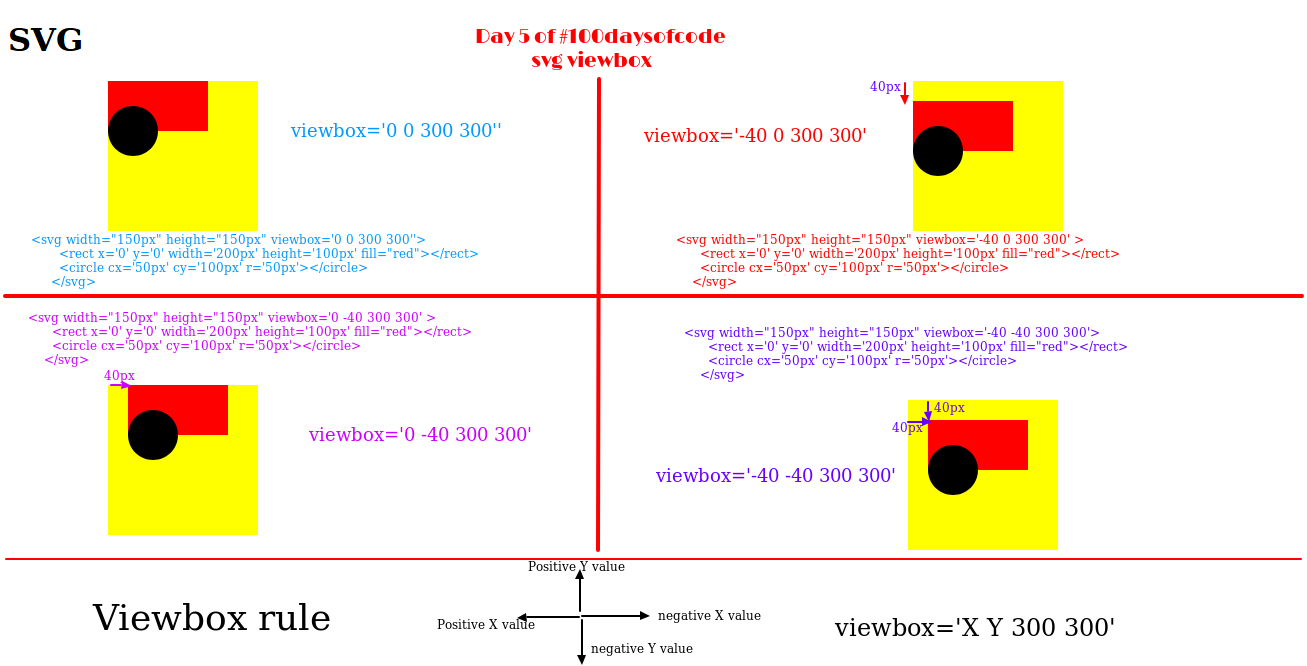 SVG
Day 5 of #100daysofcode
svg viewbox
viewbox='0 0 300 300''
<svg width="150px" height="150px" viewbox='0 0 300 300''>
<rect x='0' y='0' width='200px' height='100px' fill="red"></rect>
<circle cx='50px' cy='100px' r='50px'></circle>
</svg>
40px
viewbox='-40 0 300 300'
<svg width="150px" height="150px" viewbox='-40 0 300 300' >
<rect x='0' y='0' width='200px' height='100px' fill="red"></rect>
<circle cx='50px' cy='100px' r='50px'></circle>
</svg>
<svg width="150px" height="150px" viewbox='0 -40 300 300' >
<rect x='0' y='0' width='200px' height='100px' fill="red"></rect>
<circle cx='50px' cy='100px' r='50px'></circle>
</svg>
40px
viewbox='0 -40 300 300'
<svg width="150px" height="150px" viewbox='-40 -40 300 300'>
<rect x='0' y='0' width='200px' height='100px' fill="red"></rect>
<circle cx='50px' cy='100px' r='50px'></circle>
</svg>
40px
40px
viewbox='-40 -40 300 300'
Viewbox rule
Positive Y value
Positive X value
negative X value
negative Y value
viewbox='X Y 300 300'